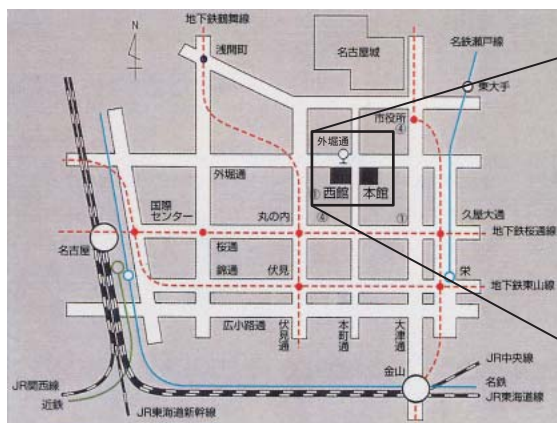 地下鉄鶴舞線
浅間町
名古屋城
名鉄瀬戸線
東大手
市役所
④
外堀通
外堀通
①
西館
本館
国際
センター
丸の内
④
①
久屋大通
名古屋
桜通
地下鉄桜通線
錦通
伏見
栄
地下鉄東山線
広小路通
伏見通
本町通
大津通
金山
JR中央線
JR関西線
名鉄
近鉄
JR東海道線
JR東海道新幹線
N